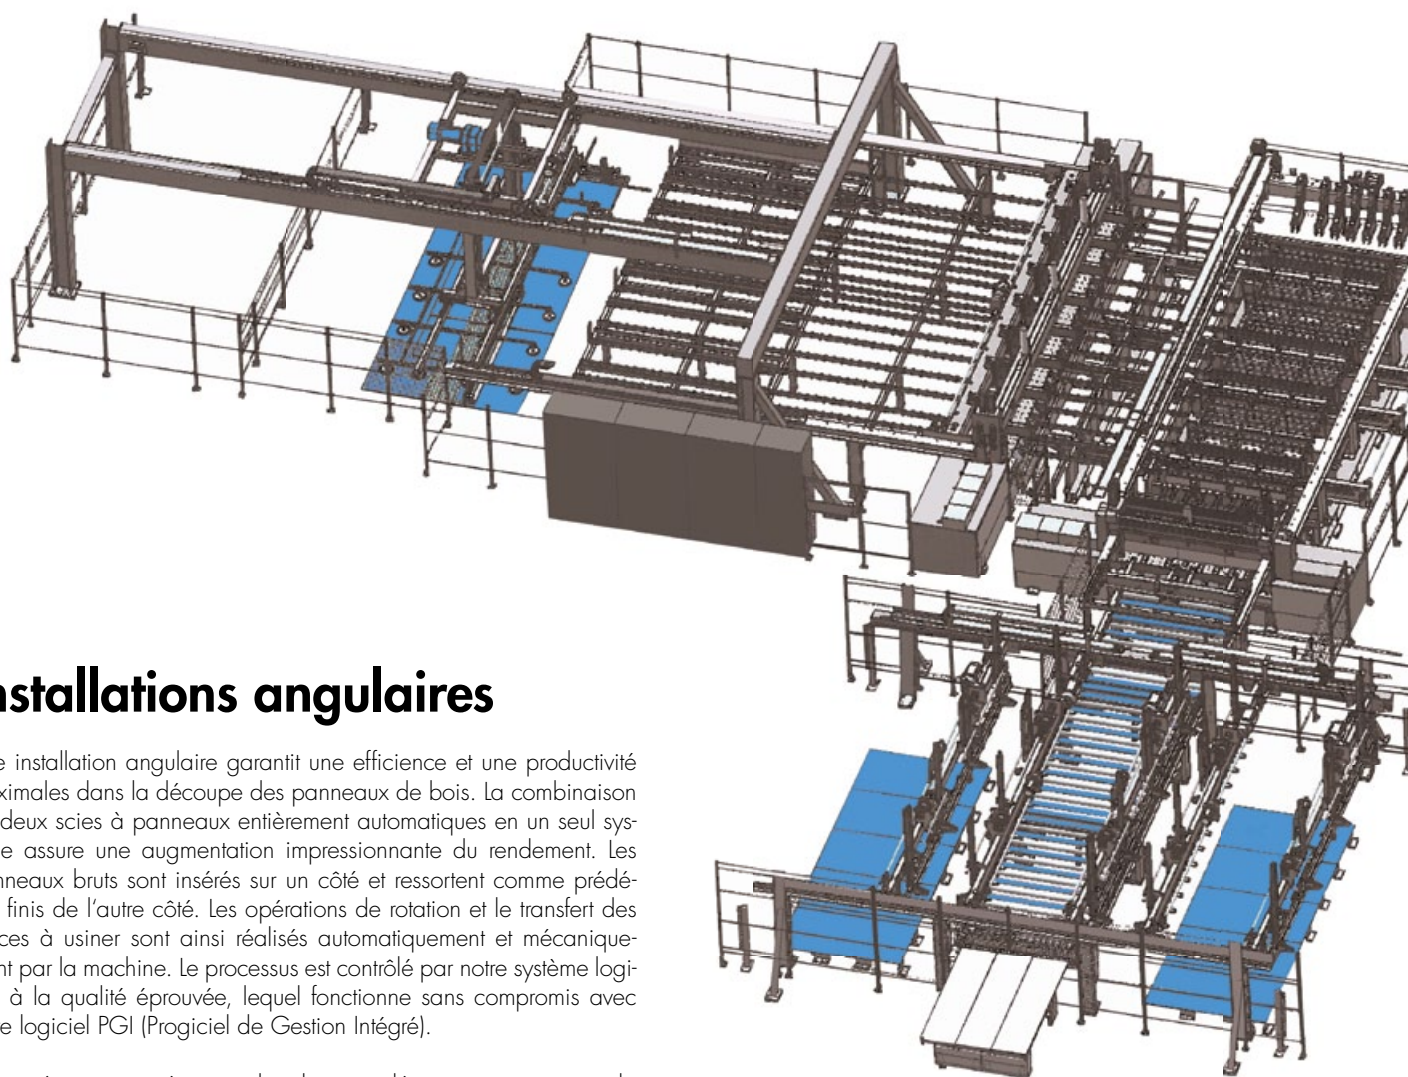 nstallations angulaires
e installation angulaire garantit une efficience et une productivité
ximales dans la découpe des panneaux de bois. La combinaison
deux scies à panneaux entièrement automatiques en un seul sys-
e assure une augmentation impressionnante du rendement. Les
nneaux bruts sont insérés sur un côté et ressortent comme prédé-
finis de l‘autre côté. Les opérations de rotation et le transfert des
ces à usiner sont ainsi réalisés automatiquement et mécanique-
nt par la machine. Le processus est contrôlé par notre système logi-
à la qualité éprouvée, lequel fonctionne sans compromis avec
e logiciel PGI (Progiciel de Gestion Intégré).